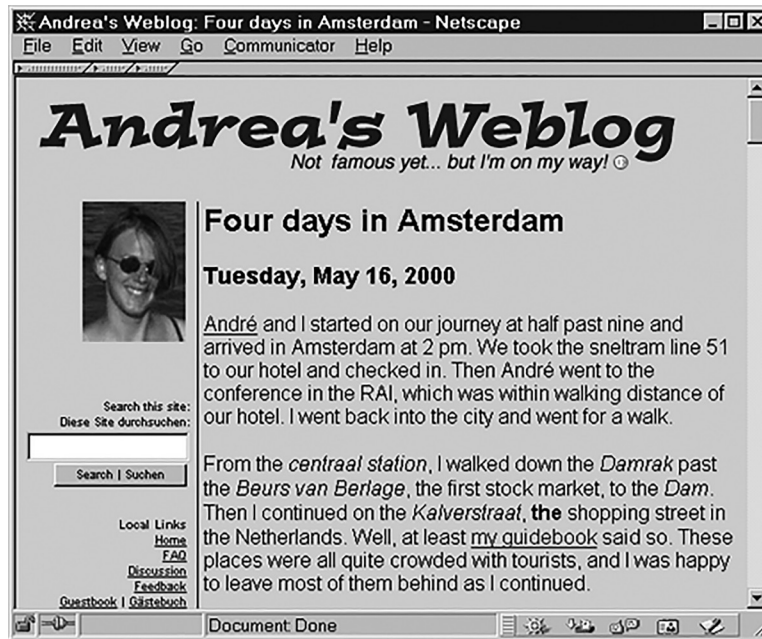 Andrea's Weblog: Four days in Amsterdam - Netscape
File Edit View Go Communicator Help
Andrea's Weblog
Not famous yet... but I'm on my way!
Four days in Amsterdam
Tuesday, May 16, 2000
André and I started on our journey at half past nine and
arrived in Amsterdam at 2 pm. We took the sneltram line 51
to our hotel and checked in. Then André went to the
conference in the RAI, which was within walking distance of
our hotel. I went back into the city and went for a walk.
From the centraal station, I walked down the Damrak past
the Beurs van Berlage, the first stock market, to the Dam.
Then I continued on the Kalverstraat, the shopping street in
the Netherlands. Well, at least my guidebook said so. These
places were all quite crowded with tourists, and I was happy
to leave most of them behind as I continued.
Search this site:
Diese Site durchsuchen:
Search | Suchen
Local Links
Home
FAQ
Discussion
Feedback
Guestbook | Gästebuch
Document: Done